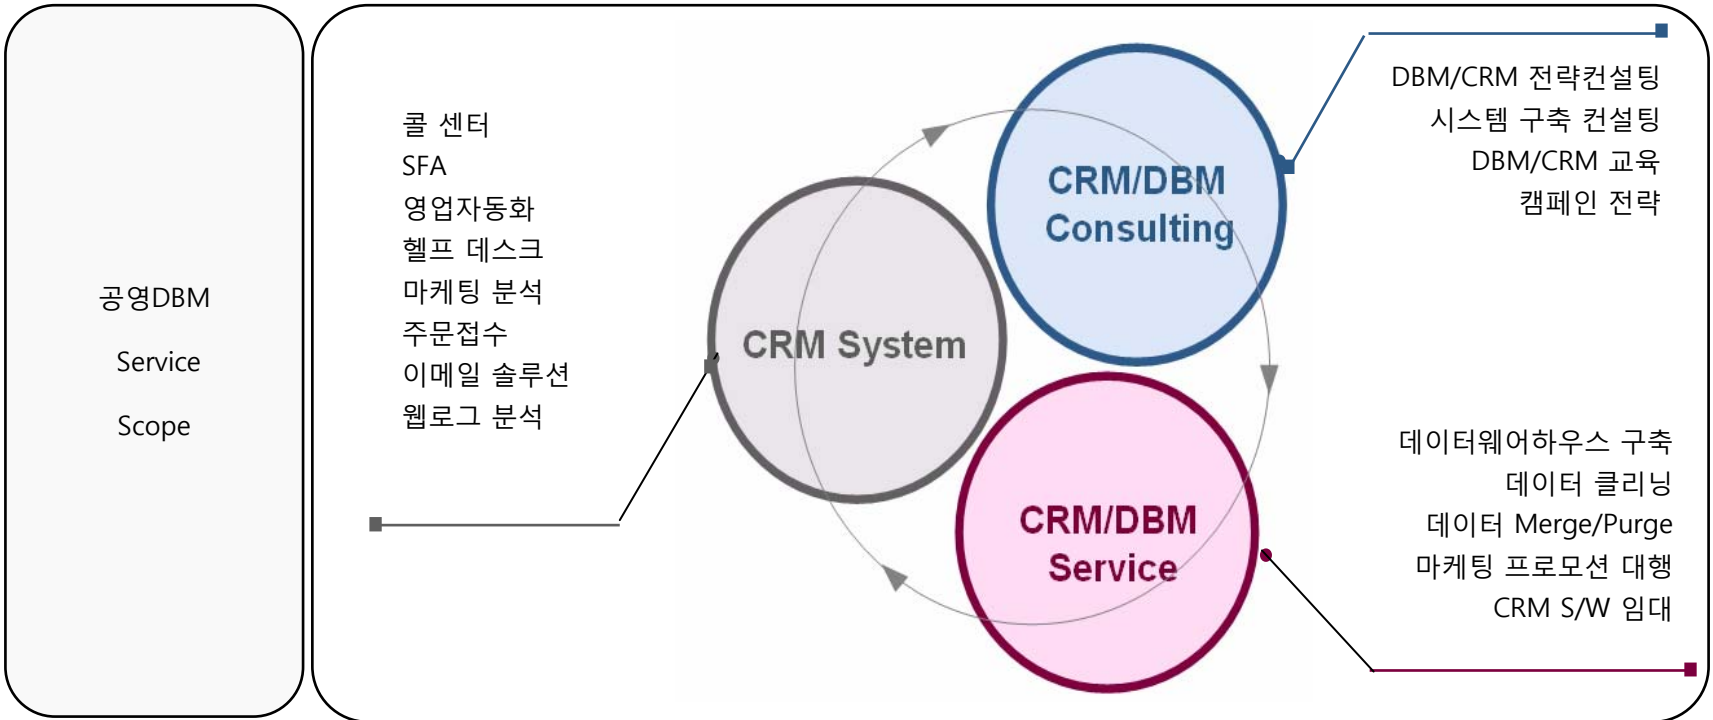 공영DBM
Service
Scope
콜 센터
SFA
영업자동화
헬프 데스크
마케팅 분석
주문접수
이메일 솔루션
웹로그 분석
CRM System
CRM/DBM
Consulting
DBM/CRM 전략컨설팅
시스템 구축 컨설팅
DBM/CRM 교육
캠페인 전략
CRM/DBM
Service
데이터웨어하우스 구축
데이터 클리닝
데이터 Merge/Purge
마케팅 프로모션 대행
CRM S/W 임대